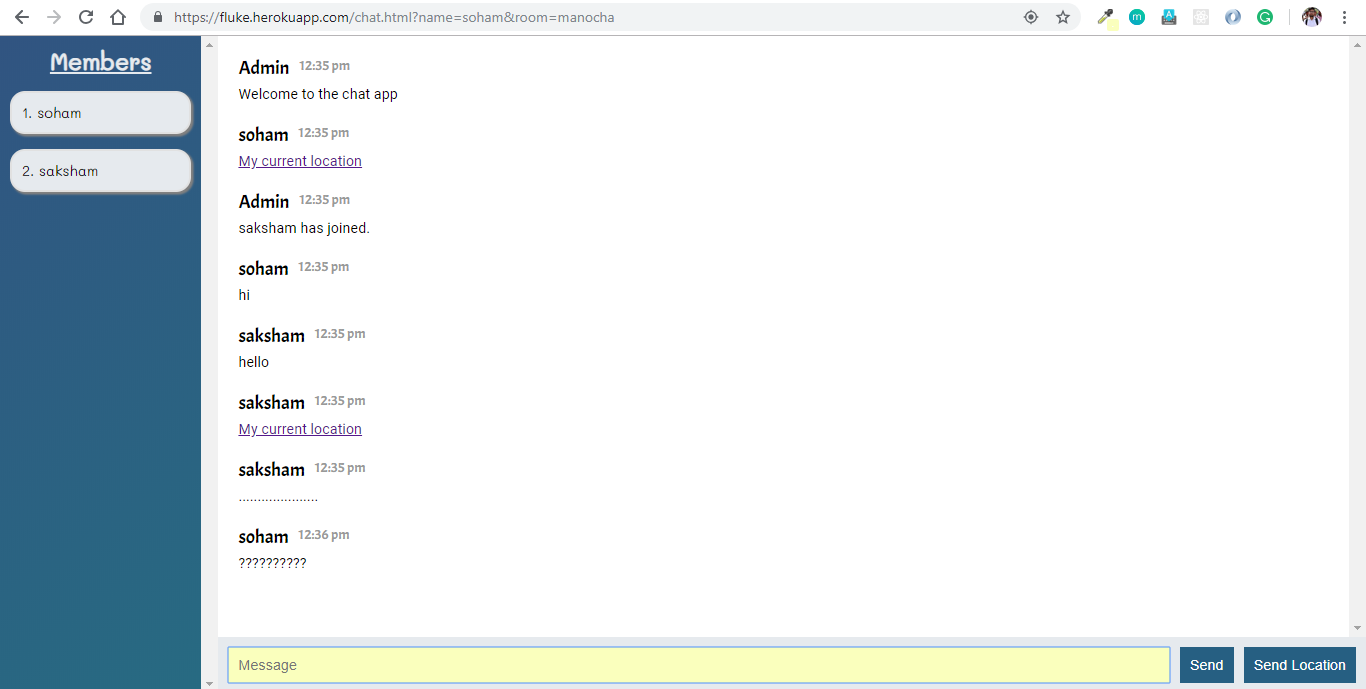 https://fluke.herokuapp.com/chat.html?name=soham&room=manocha
Members
1. soham
2. saksham
Admin 12:35 pm
Welcome to the chat app
soham 12:35 pm
My current location
Admin 12:35 pm
saksham has joined.
soham 12:35 pm
hi
saksham 12:35 pm
hello
saksham 12:35 pm
My current location
saksham 12:35 pm
.....................
soham 12:36 pm
??????????
Message
Send
Send Location